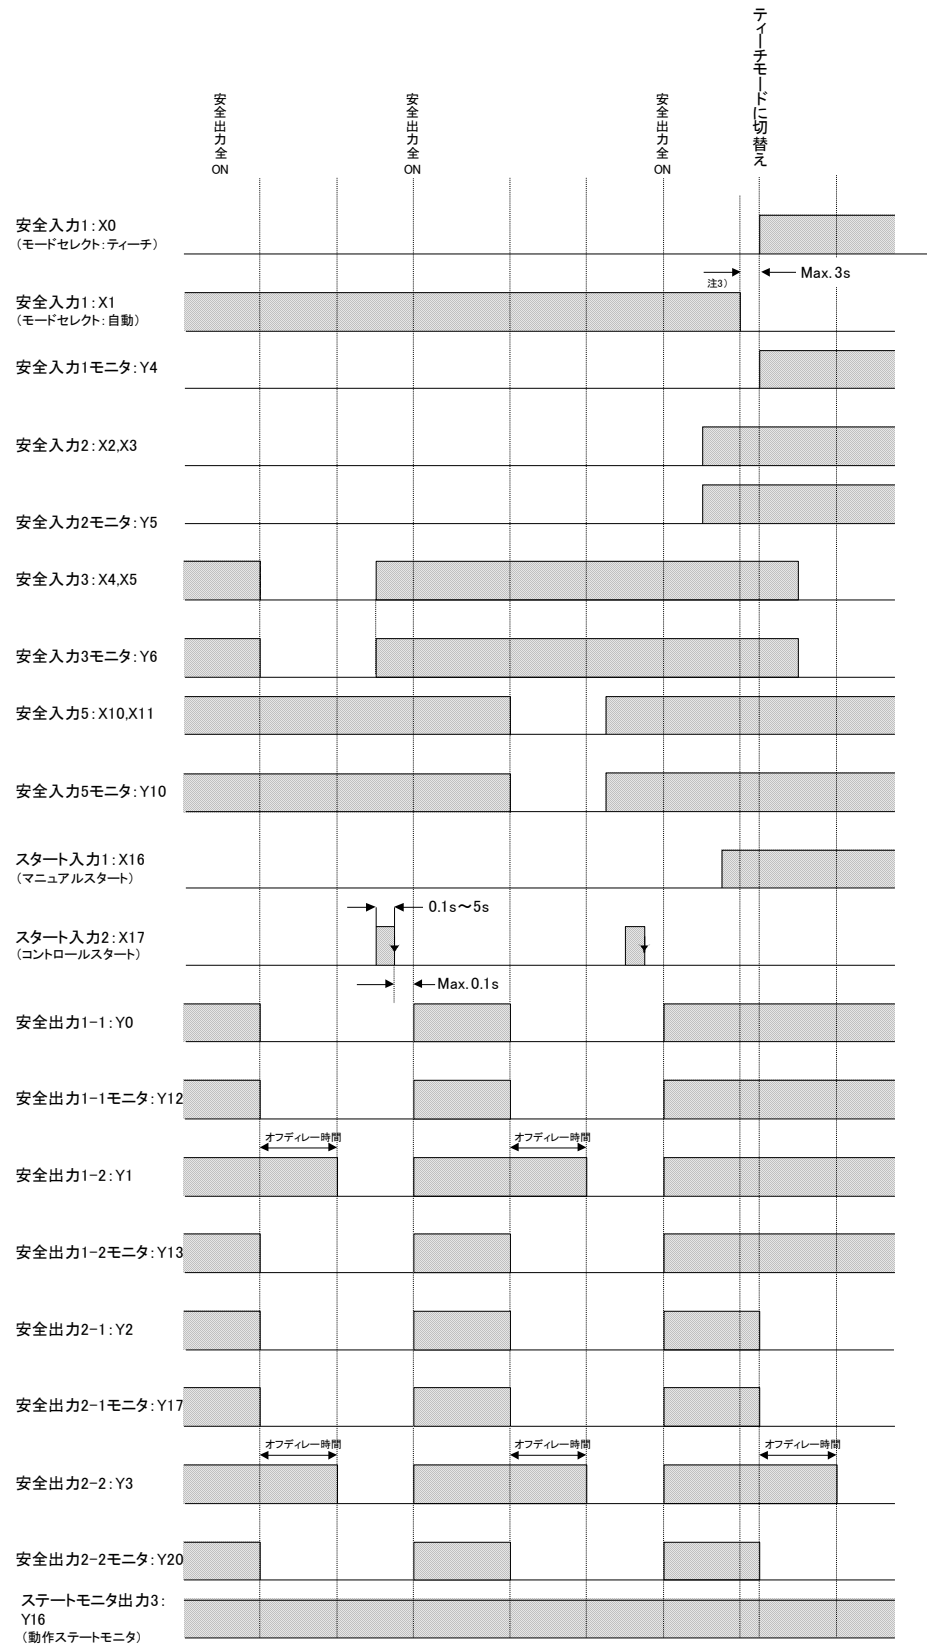 ティーチモードに切替え
安全出力全ON
安全出力全ON
安全出力全ON
安全入力1:X0
(モードセレクト:ティーチ)
Max.3s
注3)
安全入力1:X1
(モードセレクト:自動)
安全入力1モニタ:Y4
安全入力2:X2,X3
安全入力2モニタ:Y5
安全入力3:X4,X5
安全入力3モニタ:Y6
安全入力5:X10,X11
安全入力5モニタ:Y10
スタート入力1:X16
(マニュアルスタート)
0.1s~5s
スタート入力2:X17
(コントロールスタート)
Max.0.1s
安全出力1-1:Y0
安全出力1-1モニタ:Y12
オフディレー時間
オフディレー時間
安全出力1-2:Y1
安全出力1-2モニタ:Y13
安全出力2-1:Y2
安全出力2-1モニタ:Y17
オフディレー時間
オフディレー時間
オフディレー時間
安全出力2-2:Y3
安全出力2-2モニタ:Y20
ステートモニタ出力3:
Y16
(動作ステートモニタ)